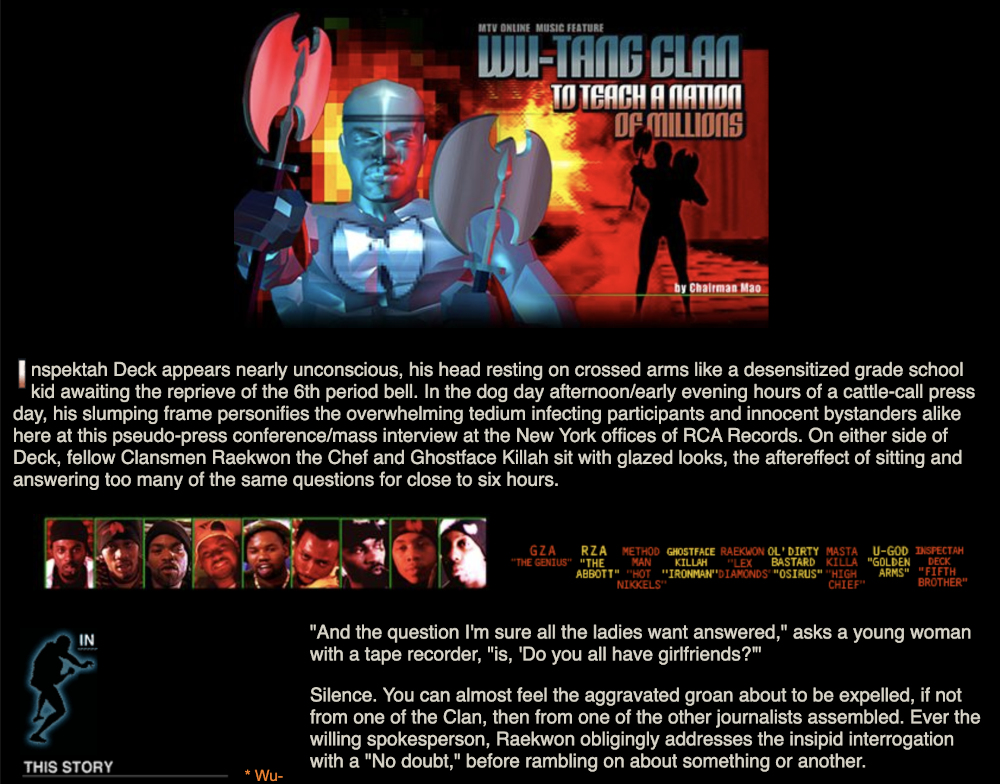 MTV ONLINE MUSIC FEATURE
WU-TANG CLAN
TO TEACH A NATION
OF MILLIONS
by Chairman Mao
Inspektah Deck appears nearly unconscious, his head resting on crossed arms like a desensitized grade school
kid awaiting the reprieve of the 6th period bell. In the dog day afternoon/early evening hours of a cattle-call press
day, his slumping frame personifies the overwhelming tedium infecting participants and innocent bystanders alike
here at this pseudo-press conference/mass interview at the New York offices of RCA Records. On either side of
Deck, fellow Clansmen Raekwon the Chef and Ghostface Killah sit with glazed looks, the aftereffect of sitting and
answering too many of the same questions for close to six hours.
GZA
"THE GENIUS"
RZA
"THE
ABBOTT"
METHOD
MAN
"HOT
NIKKELS"
GHOSTFACE
KILLAH
"IRONMAN"
RAEKWON
"LEX
DIAMONDS"
OL' DIRTY
BASTARD
"OSIRUS"
MASTA
KILLA
"HIGH
CHIEF"
U-GOD
"GOLDEN
ARMS"
INSPECTAH
DECK
"FIFTH
BROTHER"
IN
THIS STORY
* Wu-
"And the question I'm sure all the ladies want answered," asks a young woman
with a tape recorder, "is, 'Do you all have girlfriends?'"
Silence. You can almost feel the aggravated groan about to be expelled, if not
from one of the Clan, then from one of the other journalists assembled. Ever the
willing spokesperson, Raekwon obligingly addresses the insipid interrogation
with a "No doubt," before rambling on about something or another.